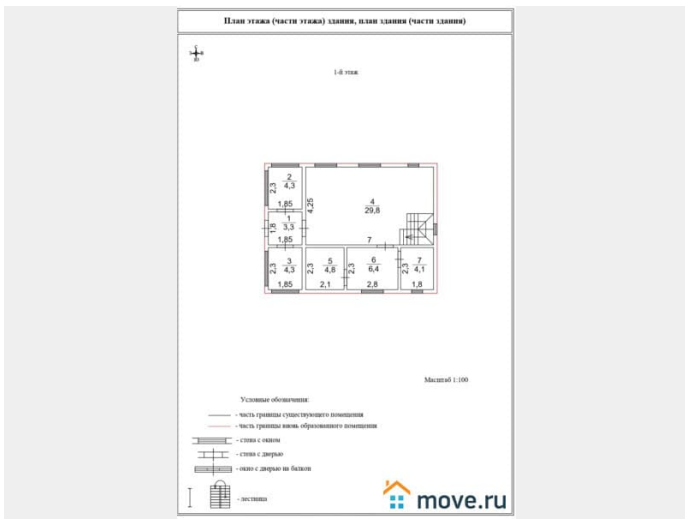 План этажа (части этажа) здания, план здания (части здания)
С
Ю
1-й этаж
2
4,3
2,3
1,85
1
3,3
1,8
1,85
4,25
4
29,8
7
3
4,3
2,3
1,85
5
4,8
2,3
2,1
6
6,4
2,3
2,8
7
4,1
2,3
1,8
Масштаб 1:100
Условные обозначения:
- часть границы существующего помещения
- часть границы вновь образованного помещения
- стена с окном
- стена с дверью
- окно с дверью на балкон
- лестница
move.ru